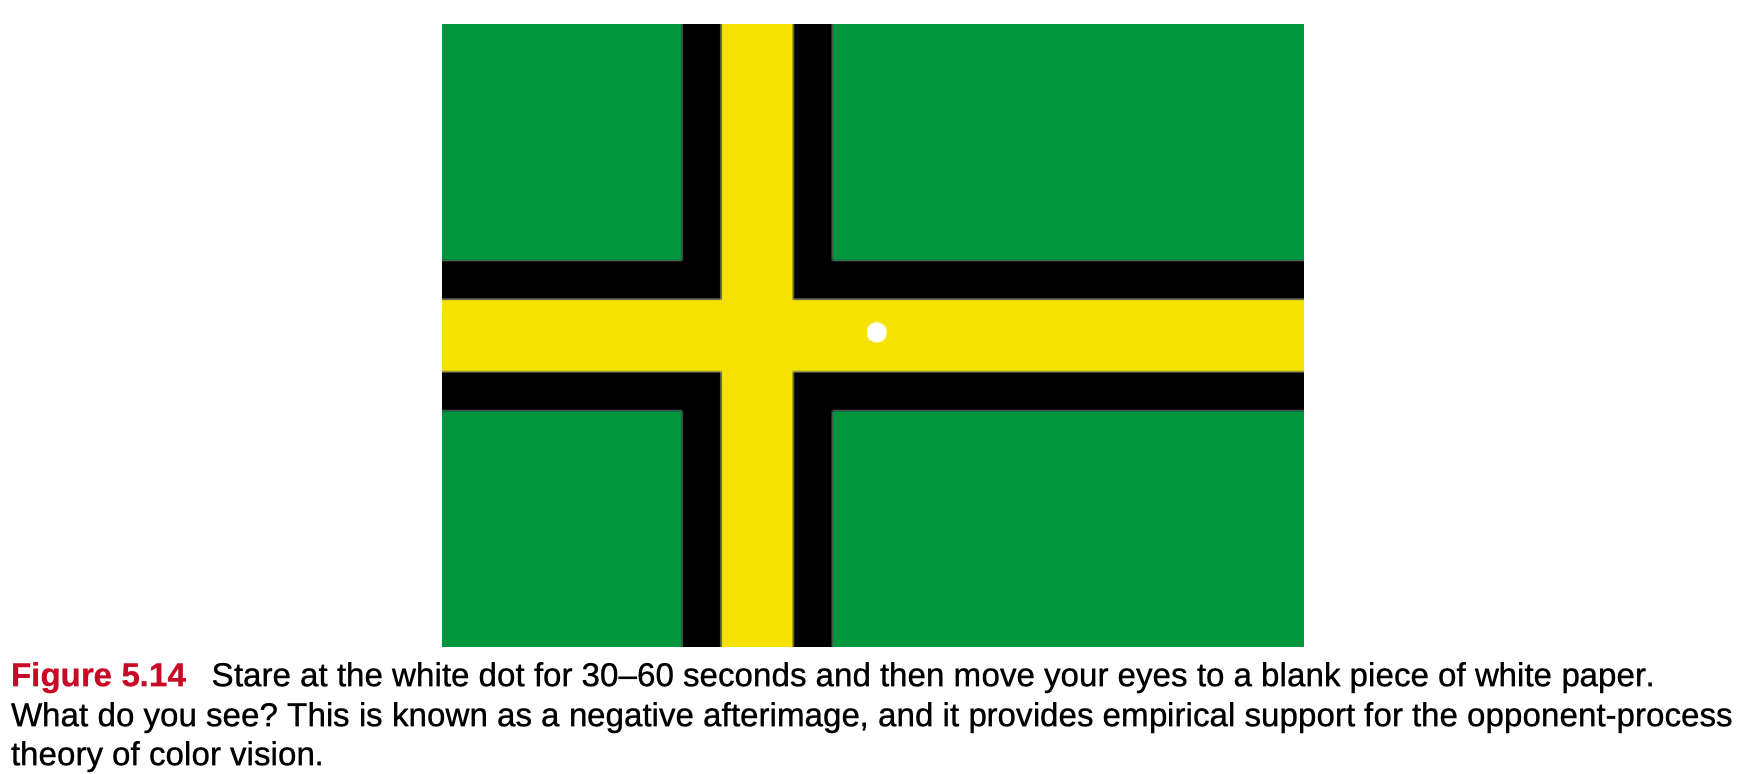 Figure 5.14 Stare at the white dot for 30–60 seconds and then move your eyes to a blank piece of white paper.
What do you see? This is known as a negative afterimage, and it provides empirical support for the opponent-process
theory of color vision.